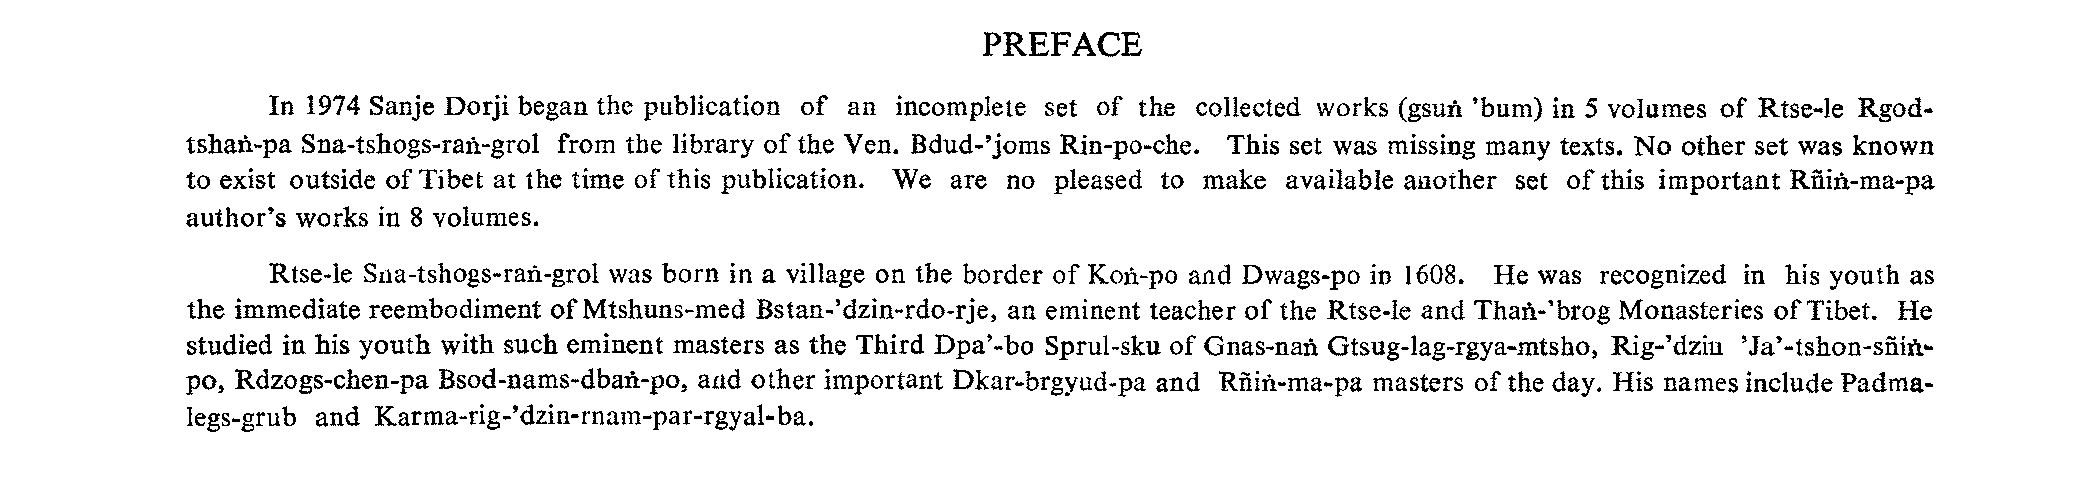 PREFACE
In 1974 Sanje Dorji began the publication of an incomplete set of the collected works (gsuṅ 'bum) in 5 volumes of Rtse-le Rgod-
tshaṅ-pa Sna-tshogs-raṅ-grol from the library of the Ven. Bdud-'joms Rin-po-che. This set was missing many texts. No other set was known
to exist outside of Tibet at the time of this publication. We are no pleased to make available another set of this important Rñiṅ-ma-pa
author's works in 8 volumes.
Rtse-le Sna-tshogs-raṅ-grol was born in a village on the border of Koṅ-po and Dwags-po in 1608. He was recognized in his youth as
the immediate reembodiment of Mtshuns-med Bstan-'dzin-rdo-rje, an eminent teacher of the Rtse-le and Thaṅ-'brog Monasteries of Tibet. He
studied in his youth with such eminent masters as the Third Dpa'-bo Sprul-sku of Gnas-naṅ Gtsug-lag-rgya-mtsho, Rig-'dzin 'Ja'-tshon-sñiṅ-
po, Rdzogs-chen-pa Bsod-nams-dbaṅ-po, and other important Dkar-brgyud-pa and Rñiṅ-ma-pa masters of the day. His names include Padma-
legs-grub and Karma-rig-'dzin-rnam-par-rgyal-ba.